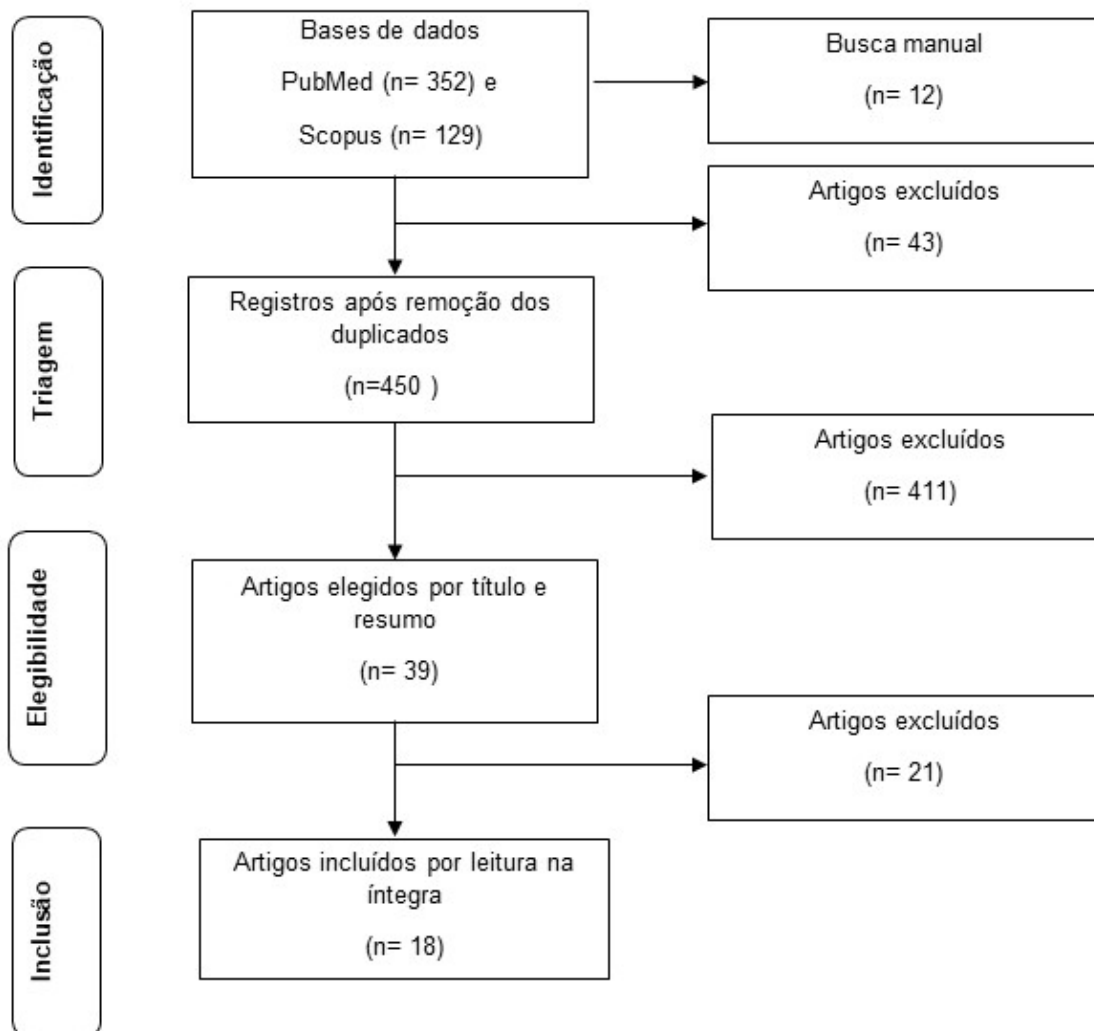 Identificação
Bases de dados
PubMed (n= 352) e
Scopus (n= 129)
Busca manual
(n= 12)
Artigos excluídos
(n= 43)
Triagem
Registros após remoção dos
duplicados
(n=450 )
Artigos excluídos
(n= 411)
Elegibilidade
Artigos elegidos por título e
resumo
(n= 39)
Artigos excluídos
(n= 21)
Inclusão
Artigos incluídos por leitura na
íntegra
(n= 18)